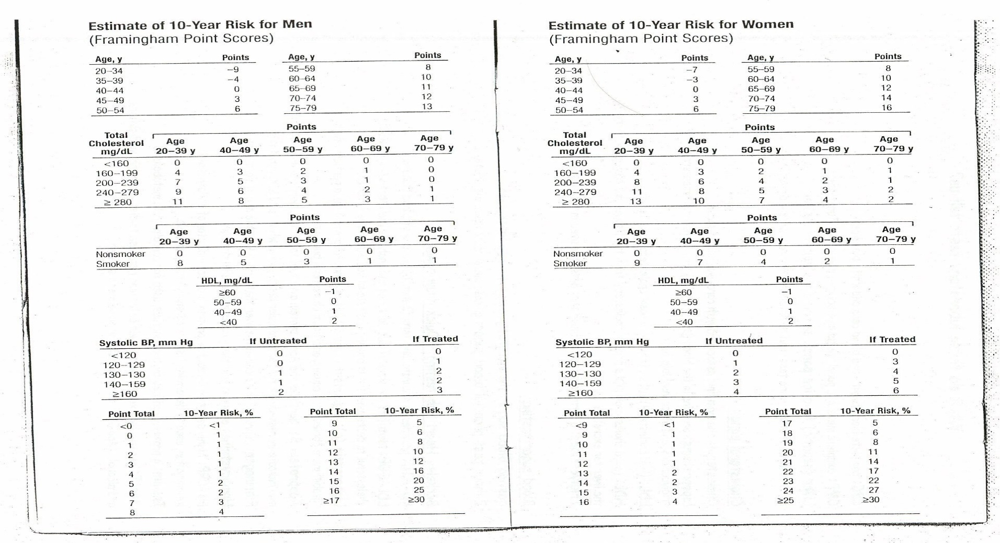 Estimate of 10-Year Risk for Men
(Framingham Point Scores)
Age, y Points Age, y Points
20–34 –9 55–59 8
35–39 –4 60–64 10
40–44 0 65–69 11
45–49 3 70–74 12
50–54 6 75–79 13
Points
Total
Cholesterol
mg/dL
Age Age Age Age Age
20–39 y 40–49 y 50–59 y 60–69 y 70–79 y
<160 0 0 0 0 0
160–199 4 3 2 1 0
200–239 7 5 3 1 0
240–279 9 6 4 2 1
≥ 280 11 8 5 3 1
Points
Age Age Age Age Age
20–39 y 40–49 y 50–59 y 60–69 y 70–79 y
Nonsmoker 0 0 0 0 0
Smoker 8 5 3 1 1
HDL, mg/dL Points
≥60 –1
50–59 0
40–49 1
<40 2
Systolic BP, mm Hg If Untreated If Treated
<120 0 0
120–129 0 1
130–130 1 2
140–159 1 2
≥160 2 3
Point Total 10-Year Risk, % Point Total 10-Year Risk, %
<0 <1 9 5
0 1 10 6
1 1 11 8
2 1 12 10
3 1 13 12
4 1 14 16
5 2 15 20
6 2 16 25
7 3 ≥17 ≥30
8 4
Estimate of 10-Year Risk for Women
(Framingham Point Scores)
Age, y Points Age, y Points
20–34 –7 55–59 8
35–39 –3 60–64 10
40–44 0 65–69 12
45–49 3 70–74 14
50–54 6 75–79 16
Points
Total
Cholesterol
mg/dL
Age Age Age Age Age
20–39 y 40–49 y 50–59 y 60–69 y 70–79 y
<160 0 0 0 0 0
160–199 4 3 2 1 1
200–239 8 6 4 2 1
240–279 11 8 5 3 2
≥ 280 13 10 7 4 2
Points
Age Age Age Age Age
20–39 y 40–49 y 50–59 y 60–69 y 70–79 y
Nonsmoker 0 0 0 0 0
Smoker 9 7 4 2 1
HDL, mg/dL Points
≥60 –1
50–59 0
40–49 1
<40 2
Systolic BP, mm Hg If Untreated If Treated
<120 0 0
120–129 1 3
130–130 2 4
140–159 3 5
≥160 4 6
Point Total 10-Year Risk, % Point Total 10-Year Risk, %
<9 <1 17 5
9 1 18 6
10 1 19 8
11 1 20 11
12 1 21 14
13 2 22 17
14 2 23 22
15 3 24 27
16 4 ≥25 ≥30